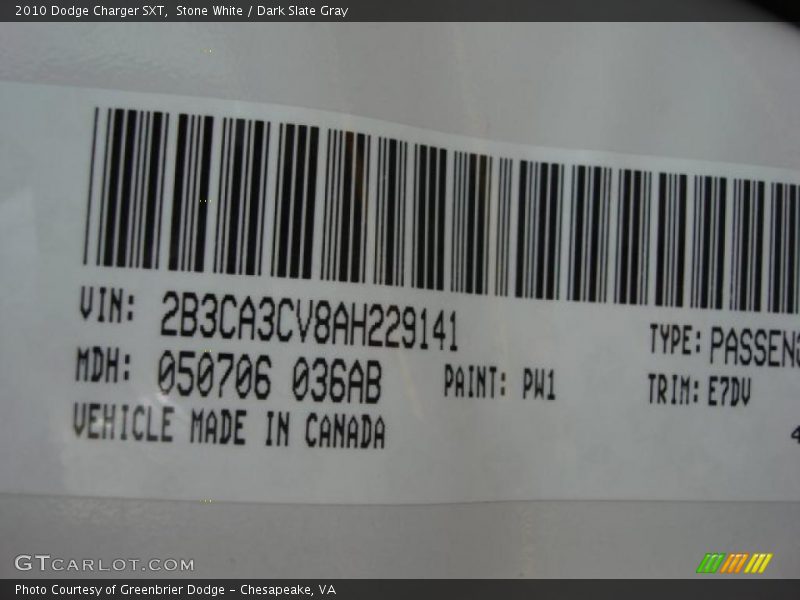 2010 Dodge Charger SXT,  Stone White / Dark Slate Gray
VIN: 2B3CA3CV8AH229141
TYPE: PASSEN
MDH: 050706 036AB
PAINT: PW1
TRIM: E7DV
VEHICLE MADE IN CANADA
4
GTCARLOT.COM
Photo Courtesy of Greenbrier Dodge - Chesapeake, VA